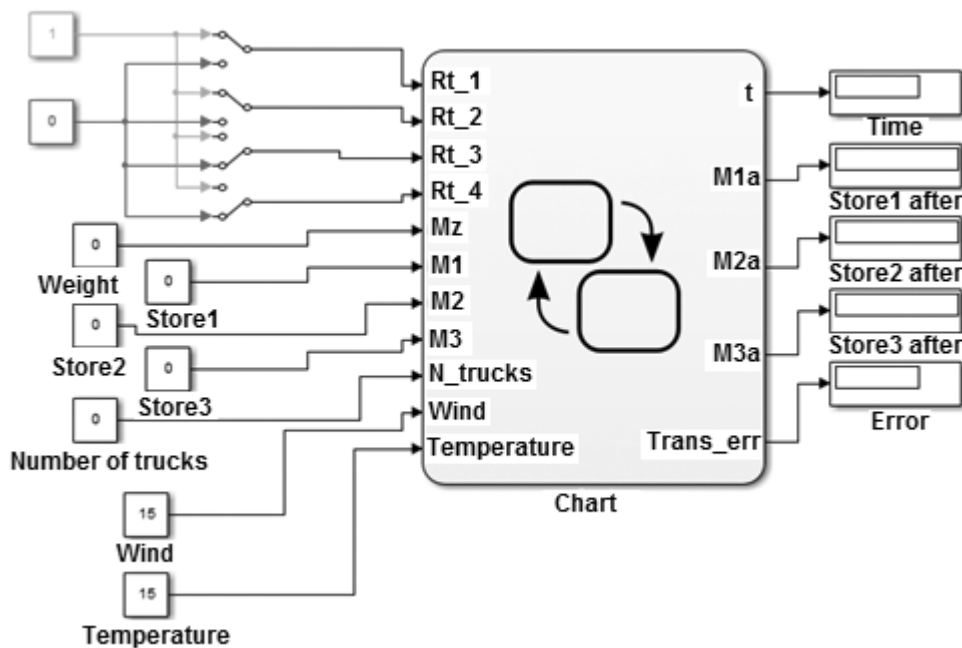 1
0
Rt_1
Rt_2
Rt_3
Rt_4
Mz
M1
M2
M3
N_trucks
Wind
Temperature
t
M1a
M2a
M3a
Trans_err
Chart
0
Weight
0
Store1
0
Store2
0
Store3
0
Number of trucks
15
Wind
15
Temperature
Time
Store1 after
Store2 after
Store3 after
Error